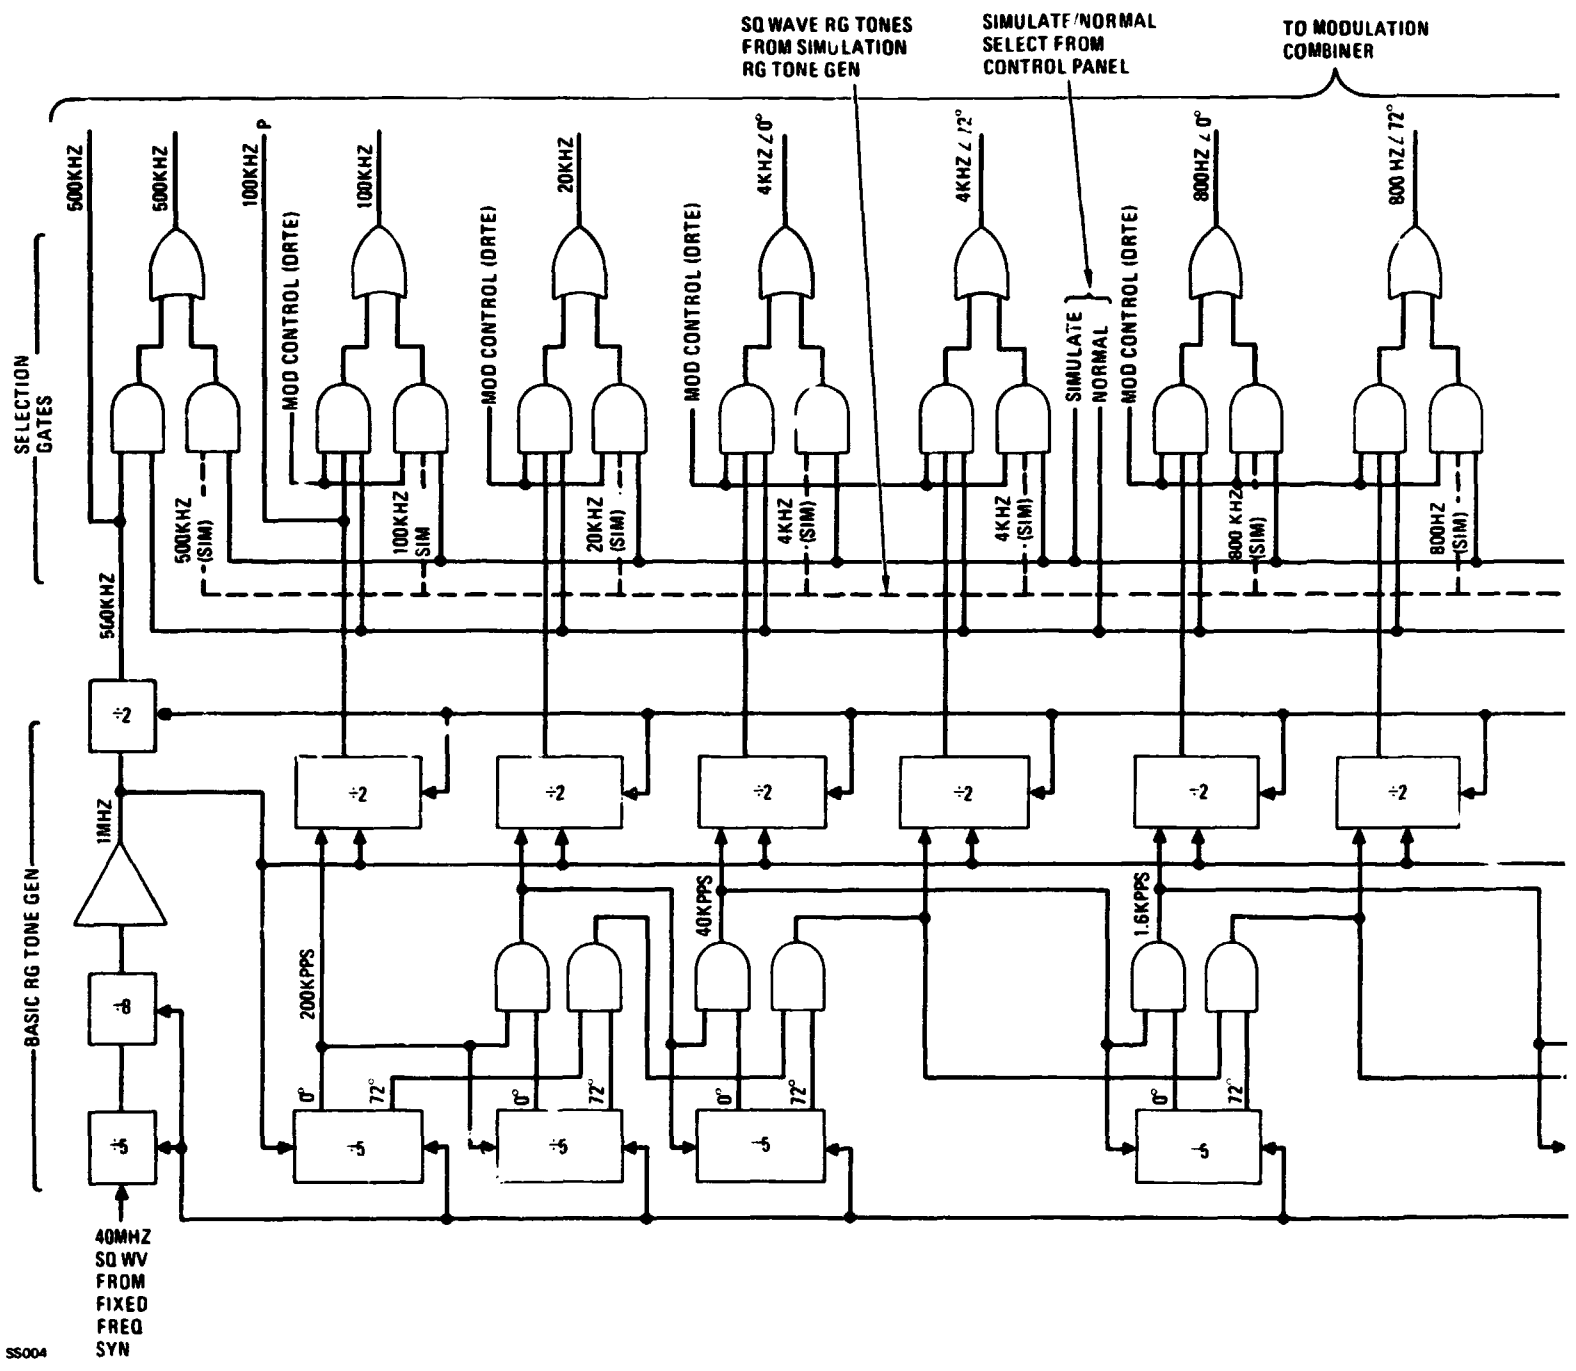 SQ WAVE RG TONES
FROM SIMULATION
RG TONE GEN
SIMULATE/NORMAL
SELECT FROM
CONTROL PANEL
TO MODULATION
COMBINER
500KHZ
500KHZ
100KHZ P
100KHZ
20KHZ
4KHZ ∠0°
4KHZ ∠72°
800HZ ∠0°
800 HZ ∠72°
MOD CONTROL (DRTE)
MOD CONTROL (DRTE)
MOD CONTROL (DRTE)
SIMULATE
NORMAL
MOD CONTROL (DRTE)
SELECTION
GATES
500KHZ
(SIM)
100KHZ
SIM
20KHZ
(SIM)
4KHZ
(SIM)
4KHZ
(SIM)
800 KHZ
(SIM)
800HZ
(SIM)
500KHZ
÷2
÷2
÷2
÷2
÷2
÷2
÷2
BASIC RG TONE GEN
1MHZ
200KPPS
40KPPS
1.6KPPS
÷8
0°
72°
0°
72°
0°
72°
0°
72°
÷5
÷5
÷5
÷5
÷5
40MHZ
SQ WV
FROM
FIXED
FREQ
SYN
SS004